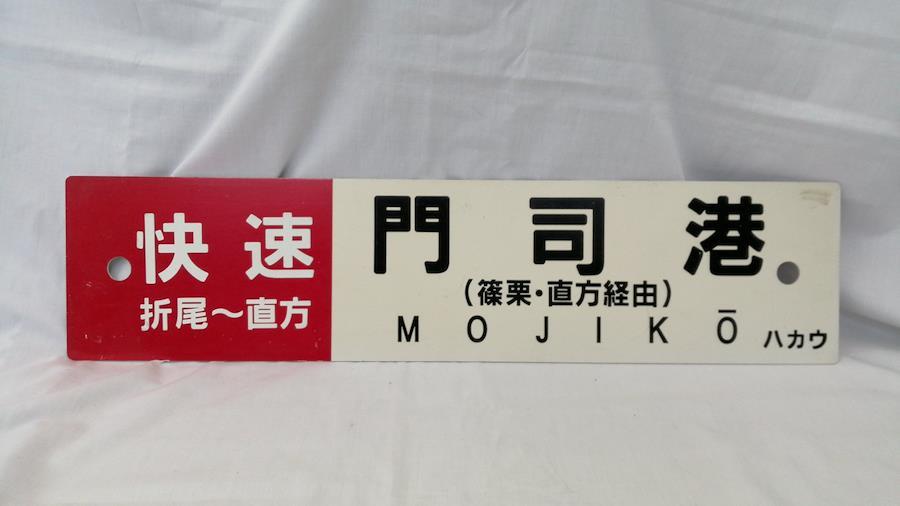 快速
折尾～直方
門司港
(篠栗・直方経由)
MOJIKŌ
ハカウ